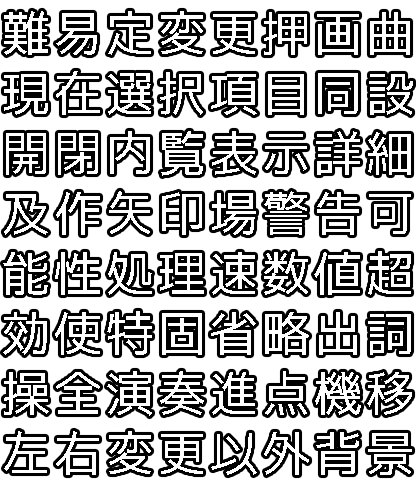 難易定変更押画曲
現在選択項目同設
開閉内覧表示詳細
及作矢印場警告可
能性処理速数値超
効使特固省略出詞
操全演奏進点機移
左右変更以外背景